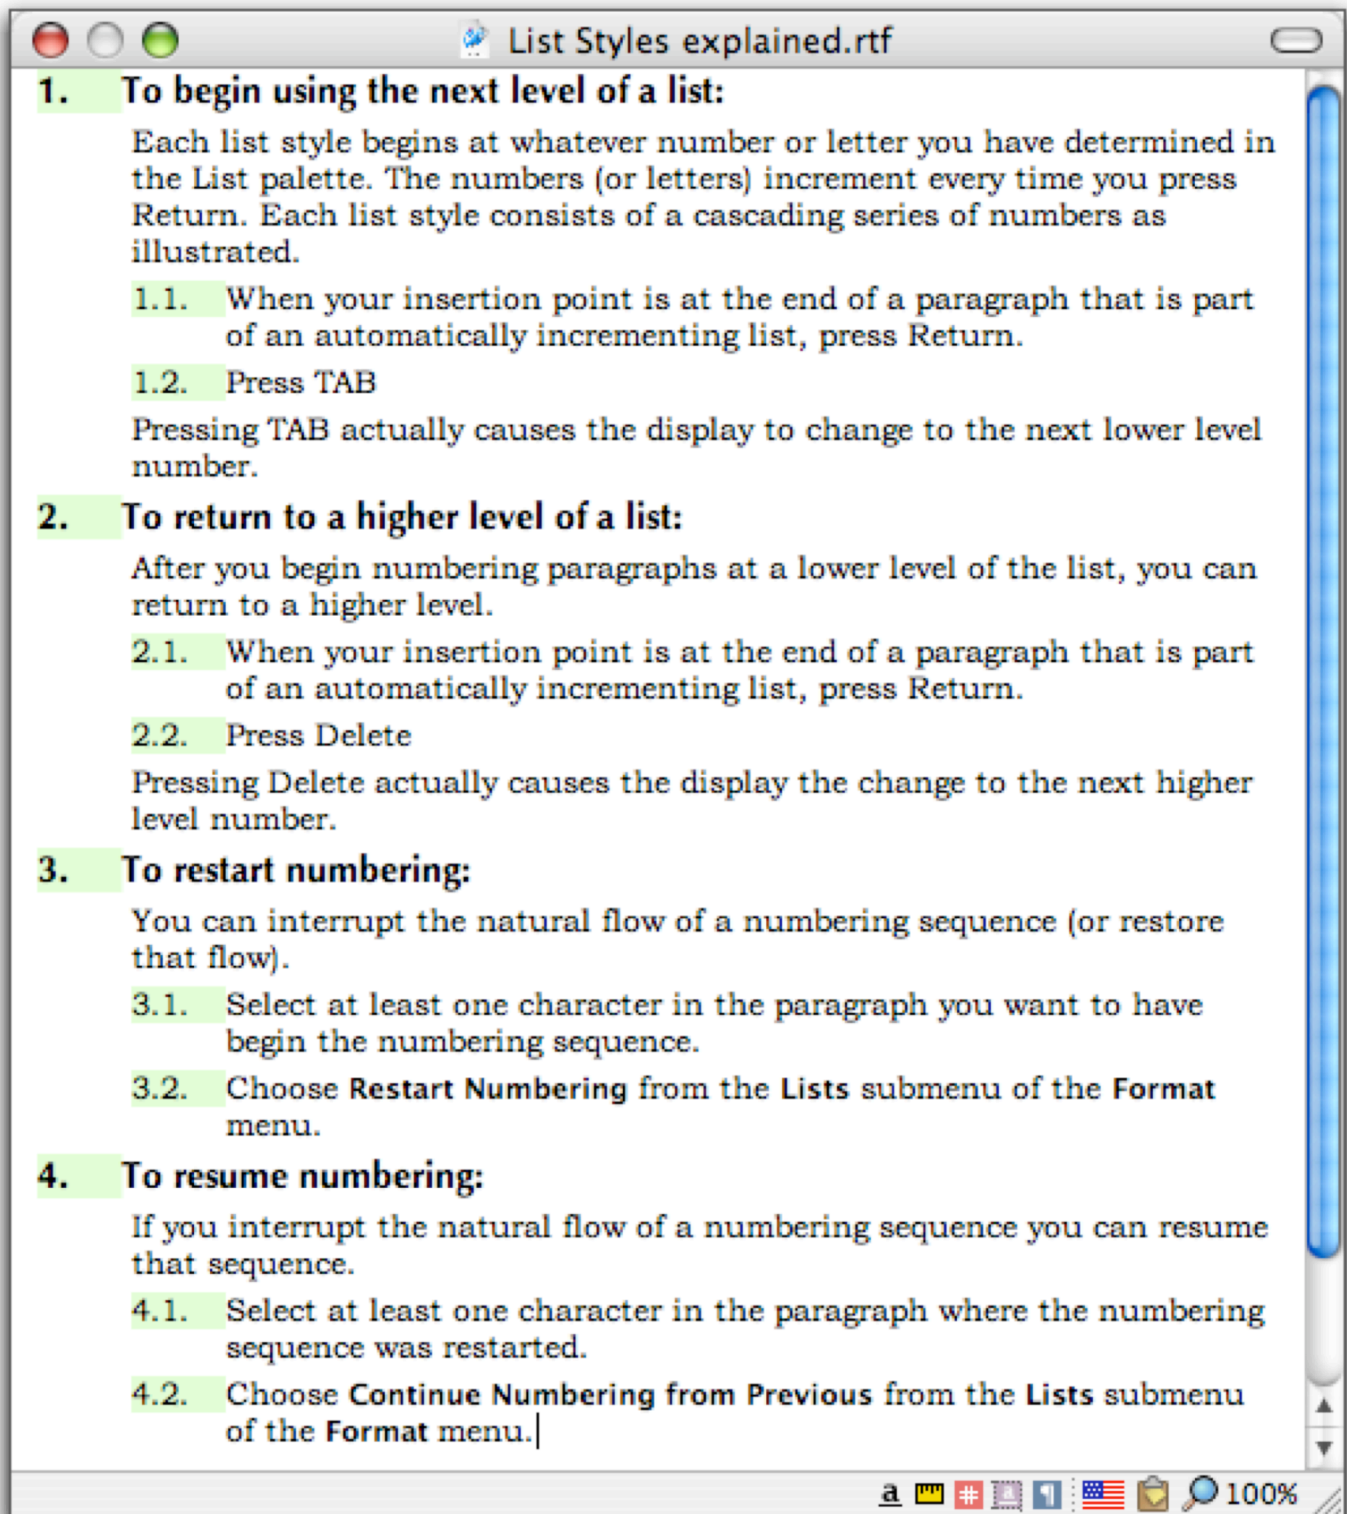 List Styles explained.rtf
1. To begin using the next level of a list:
Each list style begins at whatever number or letter you have determined in
the List palette. The numbers (or letters) increment every time you press
Return. Each list style consists of a cascading series of numbers as
illustrated.
1.1. When your insertion point is at the end of a paragraph that is part
of an automatically incrementing list, press Return.
1.2. Press TAB
Pressing TAB actually causes the display to change to the next lower level
number.
2. To return to a higher level of a list:
After you begin numbering paragraphs at a lower level of the list, you can
return to a higher level.
2.1. When your insertion point is at the end of a paragraph that is part
of an automatically incrementing list, press Return.
2.2. Press Delete
Pressing Delete actually causes the display the change to the next higher
level number.
3. To restart numbering:
You can interrupt the natural flow of a numbering sequence (or restore
that flow).
3.1. Select at least one character in the paragraph you want to have
begin the numbering sequence.
3.2. Choose Restart Numbering from the Lists submenu of the Format
menu.
4. To resume numbering:
If you interrupt the natural flow of a numbering sequence you can resume
that sequence.
4.1. Select at least one character in the paragraph where the numbering
sequence was restarted.
4.2. Choose Continue Numbering from Previous from the Lists submenu
of the Format menu.
a # a ¶ 100%